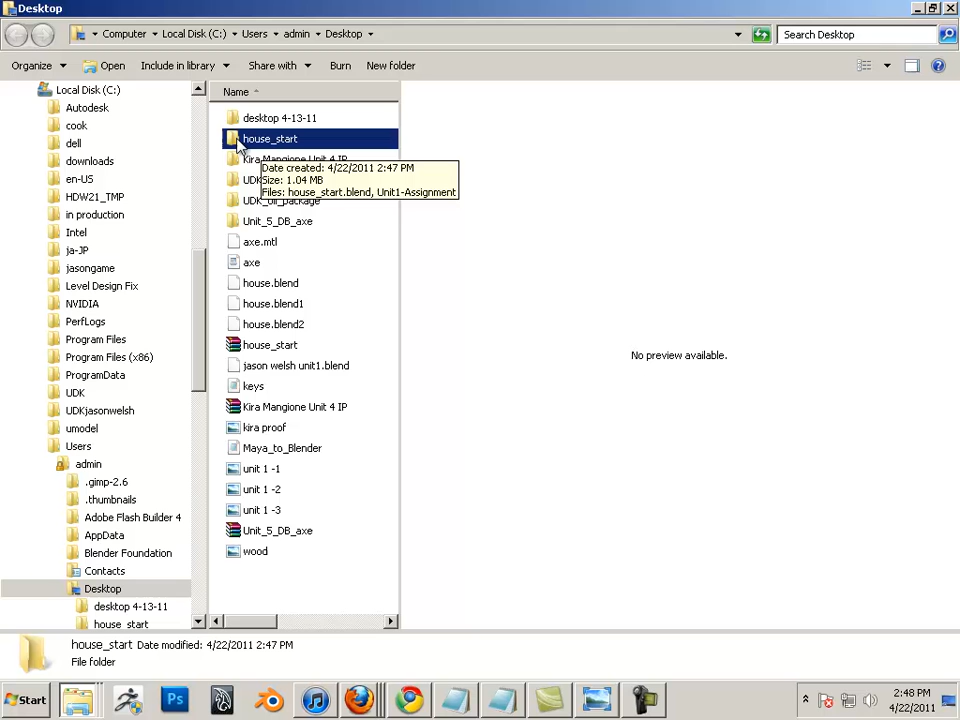 Desktop
Computer Local Disk (C:) Users admin Desktop
Search Desktop
Organize Open Include in library Share with Burn New folder
Local Disk (C:)
Autodesk
cook
dell
downloads
en-US
HDW21_TMP
in production
Intel
ja-JP
jasongame
Level Design Fix
NVIDIA
PerfLogs
Program Files
Program Files (x86)
ProgramData
UDK
UDKjasonwelsh
umodel
Users
admin
.gimp-2.6
.thumbnails
Adobe Flash Builder 4
AppData
Blender Foundation
Contacts
Desktop
desktop 4-13-11
house_start
Name
desktop 4-13-11
house_start
Kira Mangione Unit 4 IP
UDK
Unit_5_DB_axe
axe.mtl
axe
house.blend
house.blend1
house.blend2
house_start
jason welsh unit1.blend
keys
Kira Mangione Unit 4 IP
kira proof
Maya_to_Blender
unit 1 -1
unit 1 -2
unit 1 -3
Unit_5_DB_axe
wood
Date created: 4/22/2011 2:47 PM
Size: 1.04 MB
Files: house_start.blend, Unit1-Assignment
No preview available.
house_start Date modified: 4/22/2011 2:47 PM
File folder
Start
Ps
2:48 PM
4/22/2011